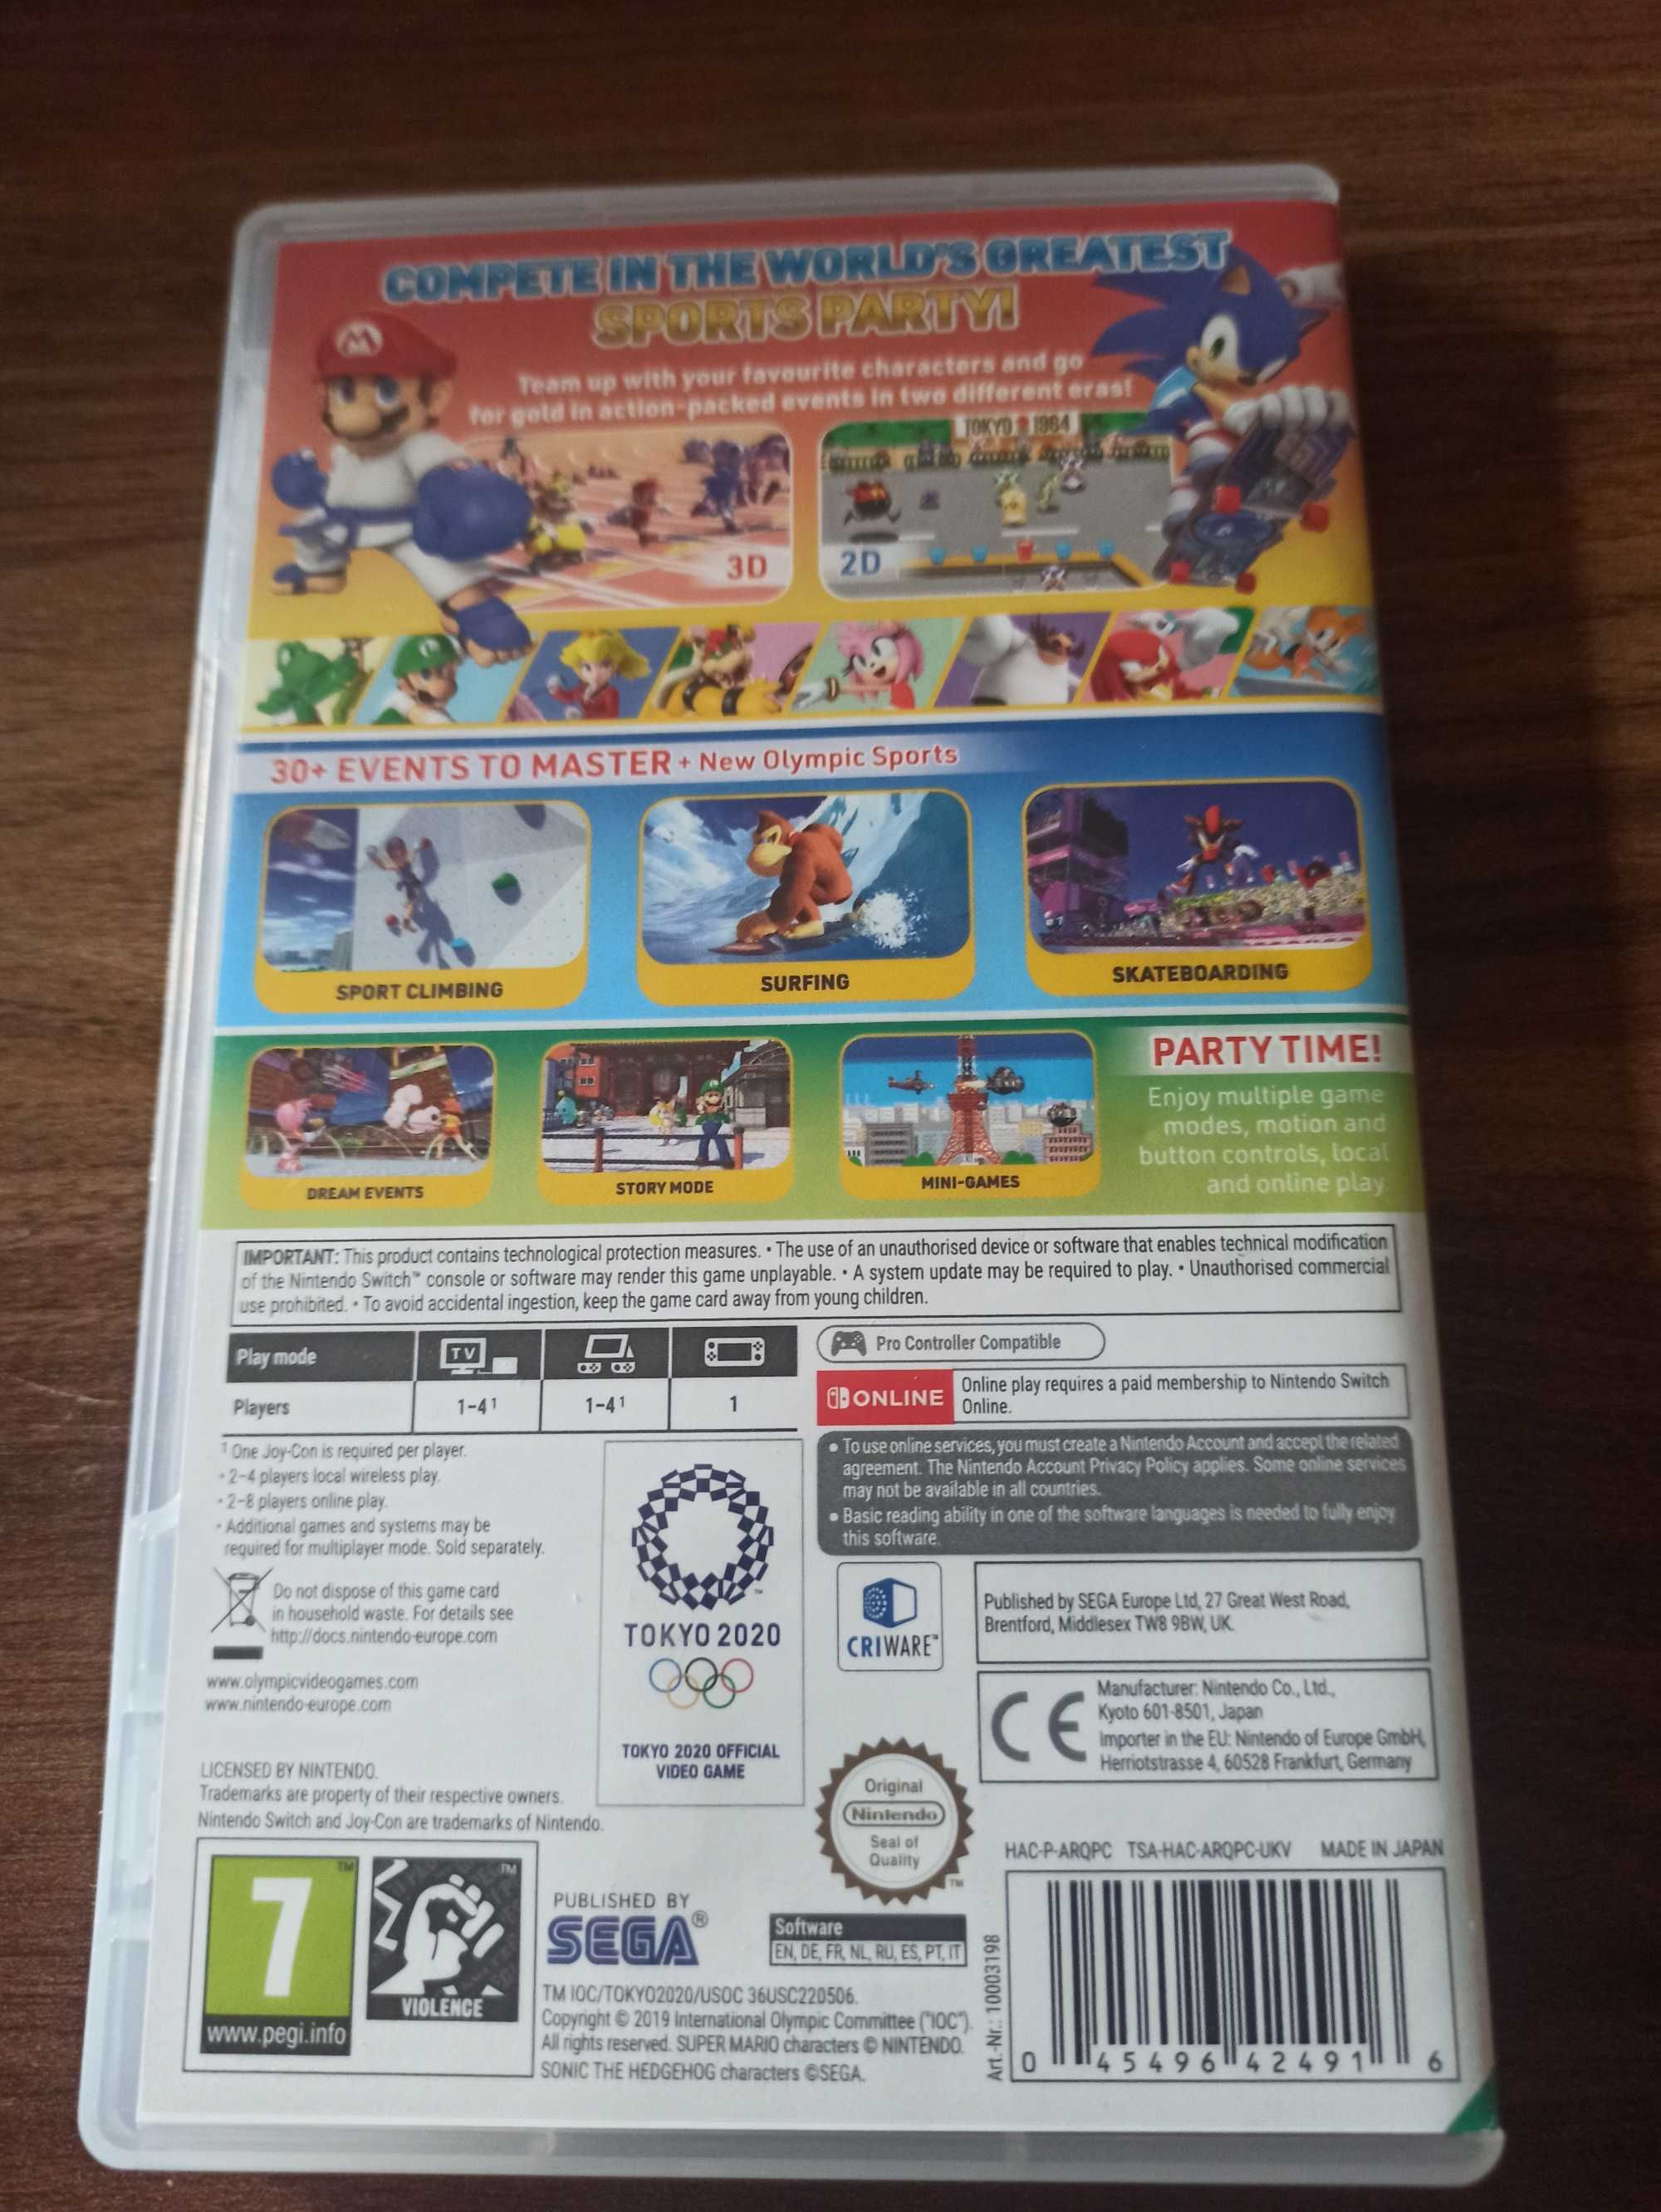 COMPETE IN THE WORLD'S GREATEST
SPORTS PARTY!
Team up with your favourite characters and go
for gold in action-packed events in two different eras!
TOKYO 1964
3D
2D
30+ EVENTS TO MASTER + New Olympic Sports
SPORT CLIMBING
SURFING
SKATEBOARDING
DREAM EVENTS
STORY MODE
MINI-GAMES
PARTY TIME!
Enjoy multiple game
modes, motion and
button controls, local
and online play
IMPORTANT: This product contains technological protection measures. • The use of an unauthorised device or software that enables technical modification
of the Nintendo Switch™ console or software may render this game unplayable. • A system update may be required to play. • Unauthorised commercial
use prohibited. • To avoid accidental ingestion, keep the game card away from young children.
Play mode
TV
Players
1-4¹
1-4¹
1
Pro Controller Compatible
ONLINE
Online play requires a paid membership to Nintendo Switch
Online.
¹ One Joy-Con is required per player.
• 2-4 players local wireless play.
• 2-8 players online play.
• Additional games and systems may be
required for multiplayer mode. Sold separately.
Do not dispose of this game card
in household waste. For details see
http://docs.nintendo-europe.com
www.olympicvideogames.com
www.nintendo-europe.com
LICENSED BY NINTENDO.
Trademarks are property of their respective owners.
Nintendo Switch and Joy-Con are trademarks of Nintendo.
™
TOKYO 2020
TOKYO 2020 OFFICIAL
VIDEO GAME
• To use online services, you must create a Nintendo Account and accept the related
agreement. The Nintendo Account Privacy Policy applies. Some online services
may not be available in all countries.
• Basic reading ability in one of the software languages is needed to fully enjoy
this software.
CRIWARE™
Published by SEGA Europe Ltd, 27 Great West Road,
Brentford, Middlesex TW8 9BW, UK.
CE
Manufacturer: Nintendo Co., Ltd.,
Kyoto 601-8501, Japan
Importer in the EU: Nintendo of Europe GmbH,
Herriotstrasse 4, 60528 Frankfurt, Germany
Original
Nintendo
Seal of
Quality
™
HAC-P-ARQPC TSA-HAC-ARQPC-UKV MADE IN JAPAN
7
™
www.pegi.info
™
VIOLENCE
PUBLISHED BY
SEGA®
Software
EN, DE, FR, NL, RU, ES, PT, IT
TM IOC/TOKYO2020/USOC 36USC220506.
Copyright © 2019 International Olympic Committee ("IOC").
All rights reserved. SUPER MARIO characters © NINTENDO.
SONIC THE HEDGEHOG characters ©SEGA.
Art.-Nr.: 10003198
0 45496 42491 6